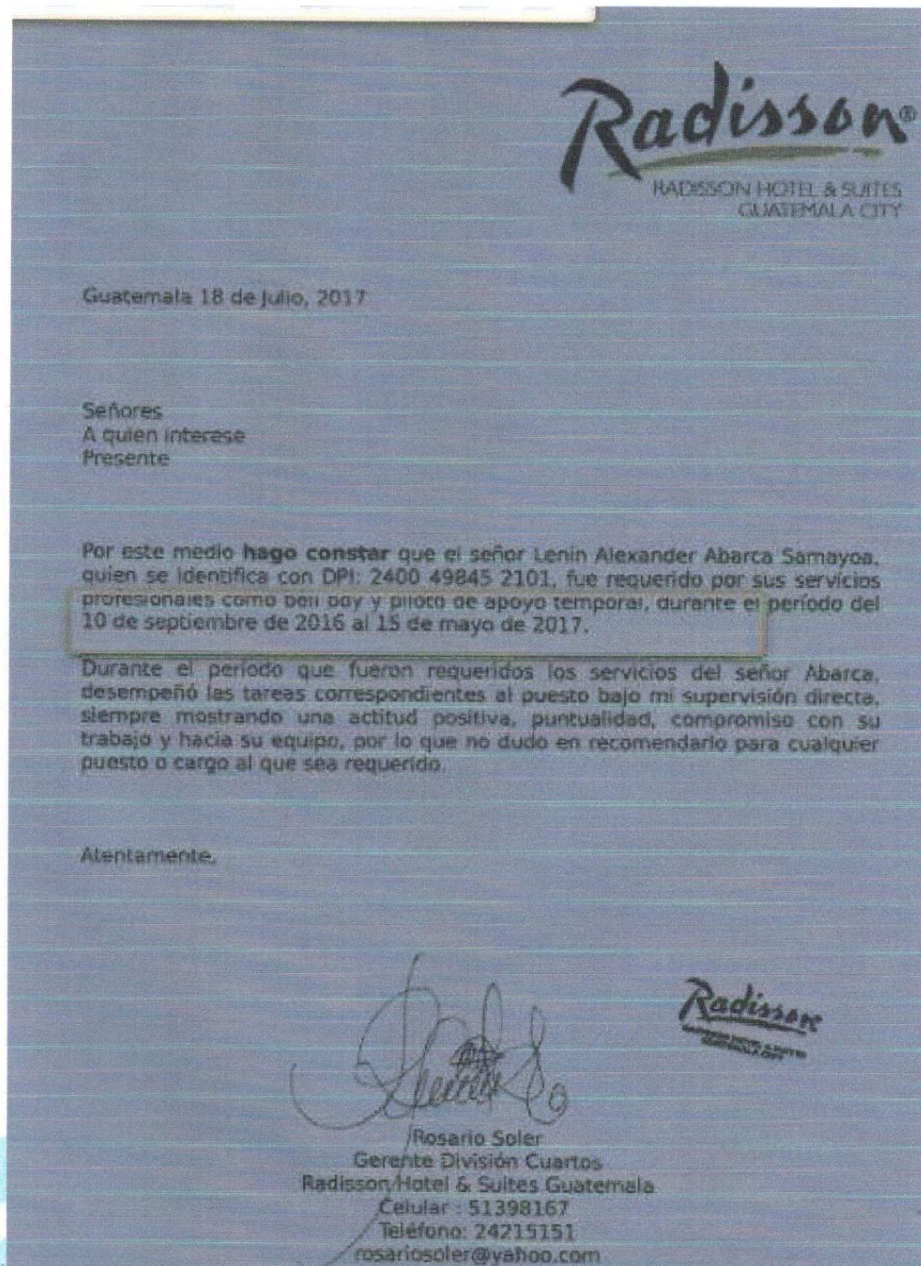 Radisson®
RADISSON HOTEL & SUITES
GUATEMALA CITY
Guatemala 18 de Julio, 2017
Señores
A quien interese
Presente
Por este medio hago constar que el señor Lenin Alexander Abarca Samayoa,
quien se identifica con DPI: 2400 49845 2101, fue requerido por sus servicios
profesionales como bell boy y piloto de apoyo temporal, durante el período del
10 de septiembre de 2016 al 15 de mayo de 2017.
Durante el período que fueron requeridos los servicios del señor Abarca,
desempeñó las tareas correspondientes al puesto bajo mi supervisión directa,
siempre mostrando una actitud positiva, puntualidad, compromiso con su
trabajo y hacia su equipo, por lo que no dudo en recomendarlo para cualquier
puesto o cargo al que sea requerido.
Atentamente,
Radisson
RADISSON HOTEL & SUITES
GUATEMALA CITY
Rosario Soler
Gerente División Cuartos
Radisson Hotel & Suites Guatemala
Celular : 51398167
Teléfono: 24215151
rosariosoler@yahoo.com